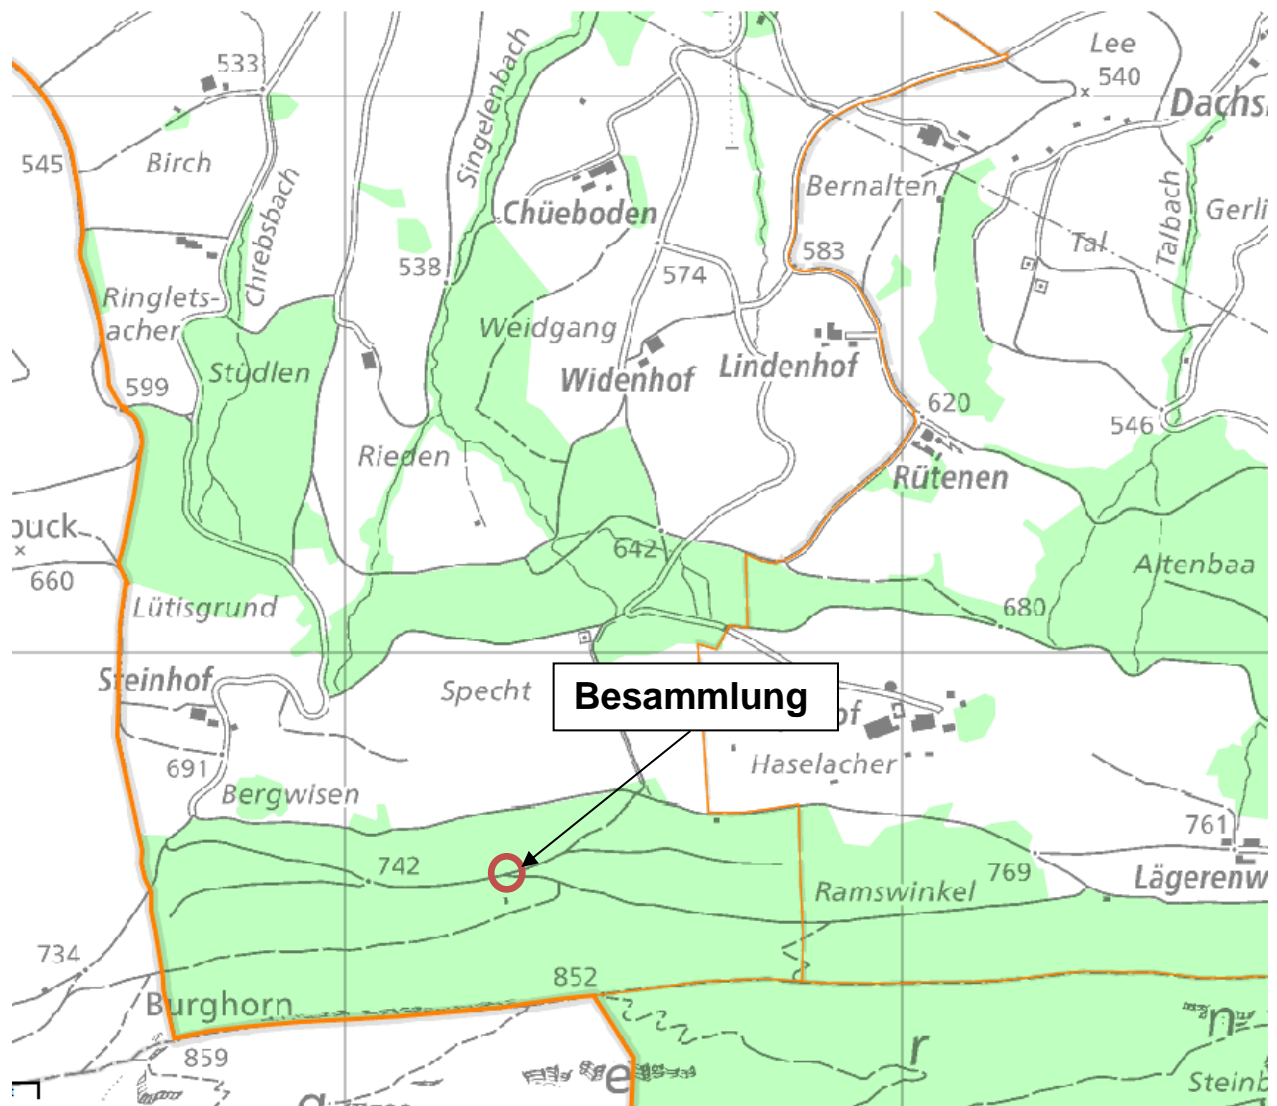 Lee
533
540
Dachs
545
Birch
Singelenbach
Bernalten
Talbach
Chüeboden
Gerli
Chrebsbach
538
574
583
Tal
Ringlets-
acher
Weidgang
Stüdlen
599
Widenhof
Lindenhof
620
546
Rieden
Rütenen
buck
642
660
Altenbaa
Lütisgrund
680
Steinhof
Specht
Besammlung
of
691
Haselacher
Bergwisen
761
742
769
Ramswinkel
Lägerenw
734
852
Burghorn
859
n
r
e
g
Steinb